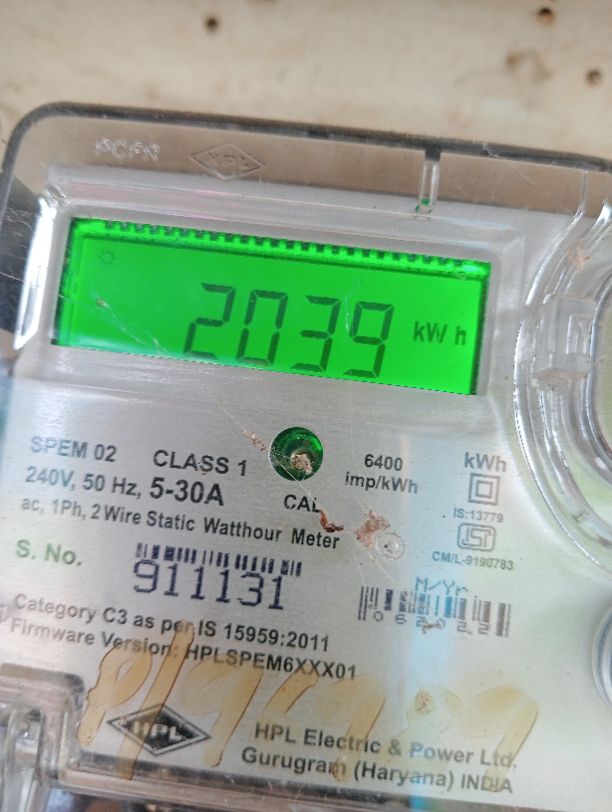 HPL
2039 kWh
SPEM 02 CLASS 1
6400 imp/kWh
kWh
240V, 50 Hz, 5-30A
CAL
IS:13779
ac, 1Ph, 2 Wire Static Watthour Meter
CM/L-9190783
S. No.
911131
M/Yr
Category C3 as per IS 15959:2011
Firmware Version: HPLSPEM6XXX01
HPL
HPL Electric & Power Ltd.
Gurugram (Haryana) INDIA